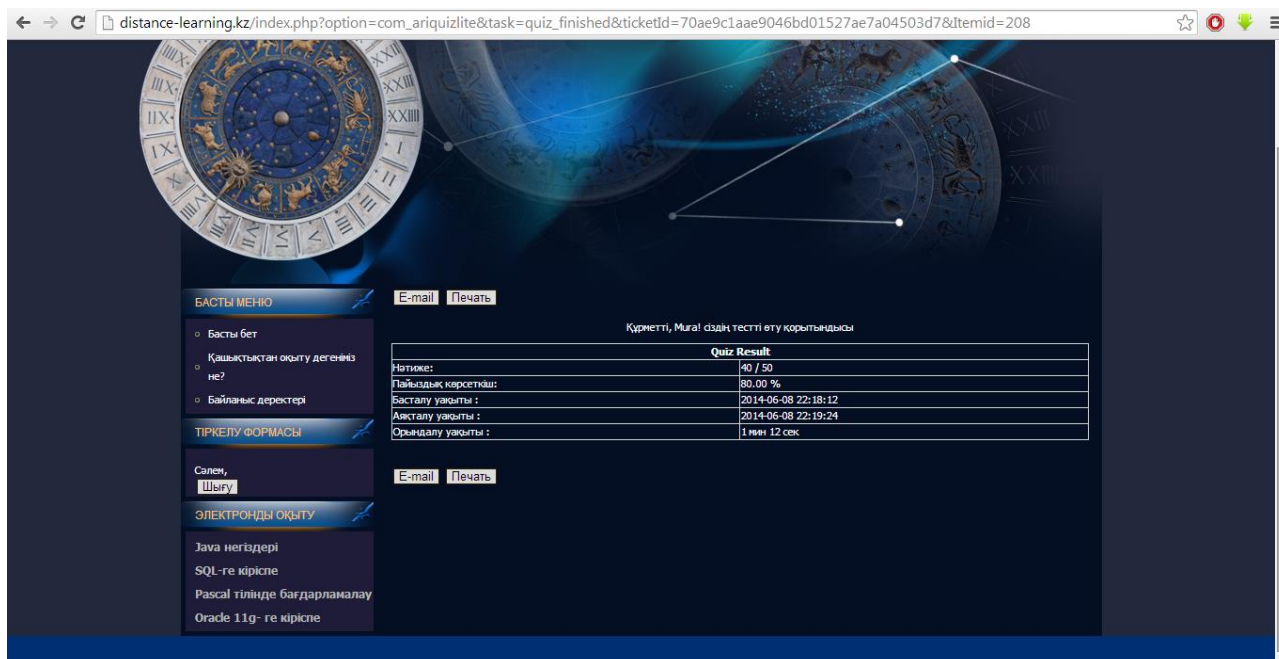 distance-learning.kz/index.php?option=com_ariquizlite&task=quiz_finished&ticketId=70ae9c1aae9046bd01527ae7a04503d7&Itemid=208
БАСТЫ МЕНЮ
Басты бет
Қашықтықтан оқыту дегеніміз
не?
Байланыс деректері
ТІРКЕЛУ ФОРМАСЫ
Сәлем,
Шығу
ЭЛЕКТРОНДЫ ОҚЫТУ
Java негіздері
SQL-ге кіріспе
Pascal тілінде бағдарламалау
Oracle 11g- ге кіріспе
E-mail Печать
Құрметті, Mura! сіздің тестті өту қорытындысы
Quiz Result
Нәтиже: 40 / 50
Пайыздық көрсеткіш: 80.00 %
Басталу уақыты : 2014-06-08 22:18:12
Аяқталу уақыты : 2014-06-08 22:19:24
Орындалу уақыты : 1 мин 12 сек
E-mail Печать